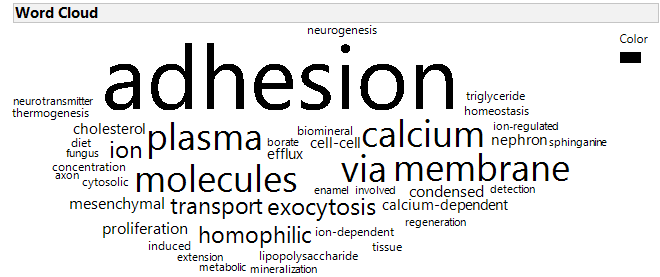 Word Cloud
neurogenesis
Color
adhesion
neurotransmitter
triglyceride
thermogenesis
homeostasis
cholesterol
plasma
biomineral
calcium
ion-regulated
diet
ion
borate
cell-cell
nephron
sphinganine
fungus
efflux
concentration
via
membrane
axon
cytosolic
molecules
enamel
involved
condensed
detection
mesenchymal
transport
exocytosis
calcium-dependent
proliferation
homophilic
ion-dependent
regeneration
induced
tissue
extension
lipopolysaccharide
metabolic
mineralization